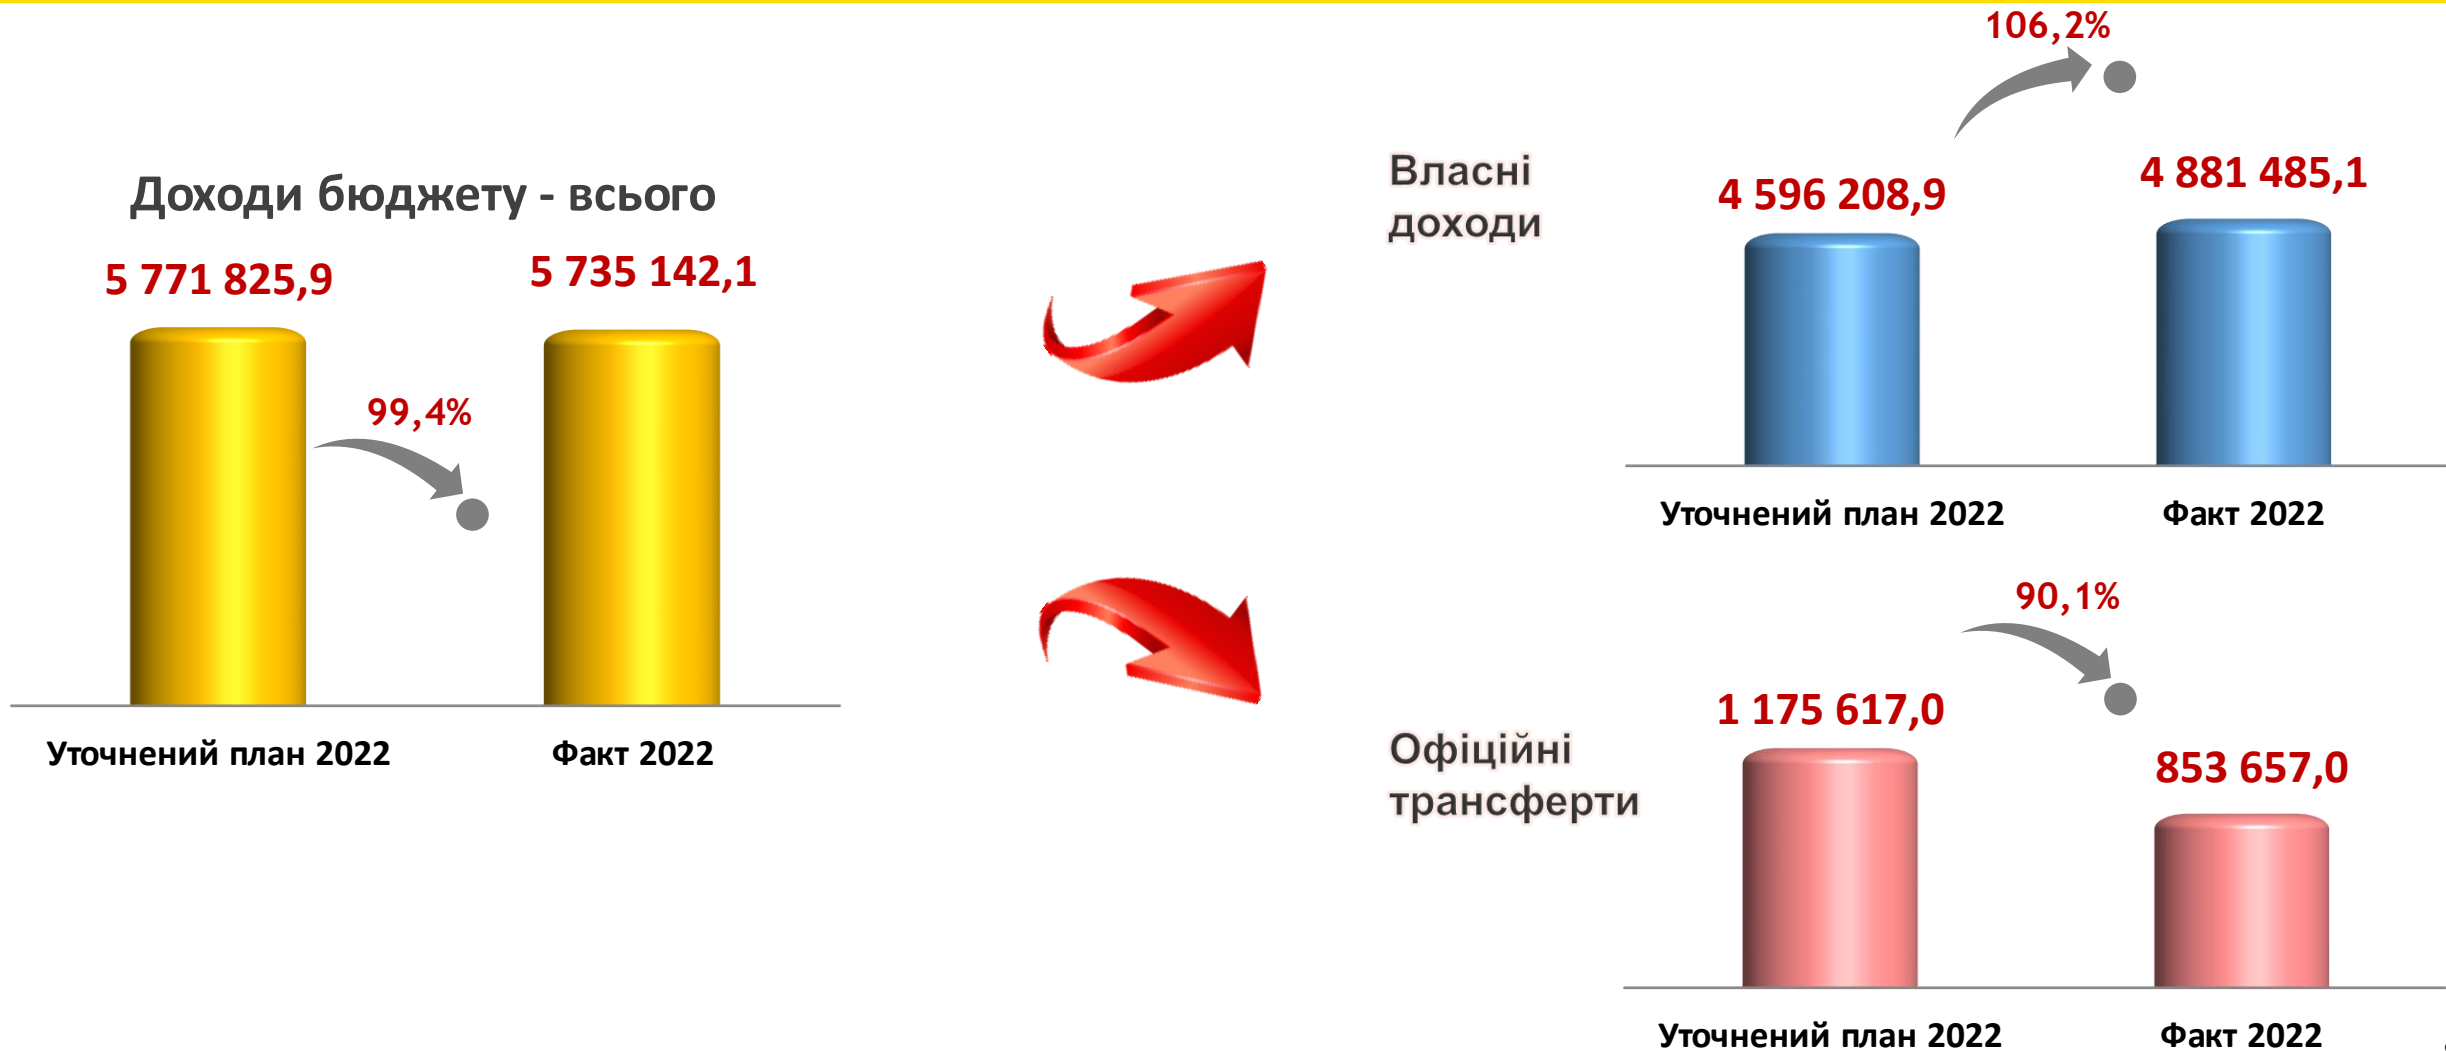 Доходи бюджету - всього
5 771 825,9
5 735 142,1
99,4%
Уточнений план 2022
Факт 2022
106,2%
Власні
доходи
4 596 208,9
4 881 485,1
Уточнений план 2022
Факт 2022
90,1%
Офіційні
трансферти
1 175 617,0
853 657,0
Уточнений план 2022
Факт 2022